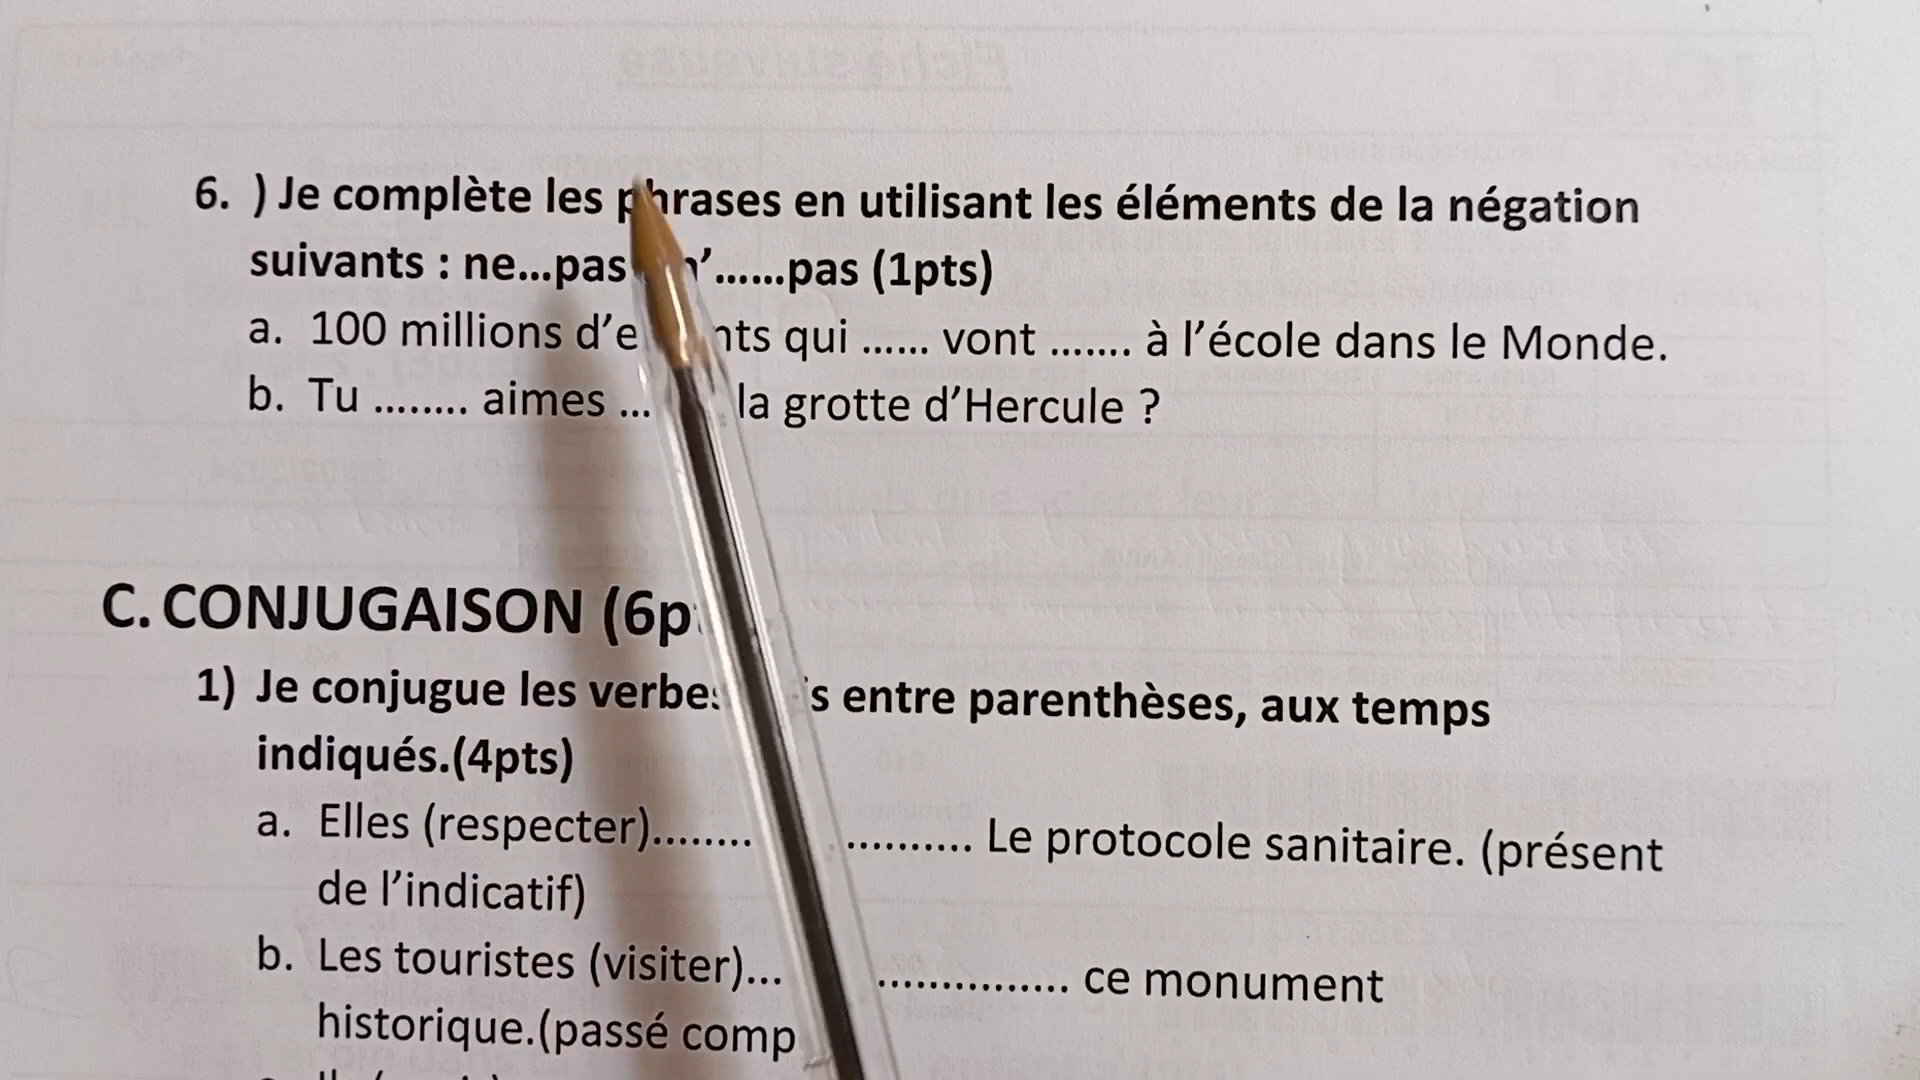 6. ) Je complète les phrases en utilisant les éléments de la négation
suivants : ne...pas n’......pas (1pts)
a. 100 millions d’e nts qui ...... vont ....... à l’école dans le Monde.
b. Tu ........ aimes ... la grotte d’Hercule ?
C. CONJUGAISON (6p
1) Je conjugue les verbes entre parenthèses, aux temps
indiqués.(4pts)
a. Elles (respecter)........ .......... Le protocole sanitaire. (présent
de l’indicatif)
b. Les touristes (visiter)... ............... ce monument
historique.(passé comp